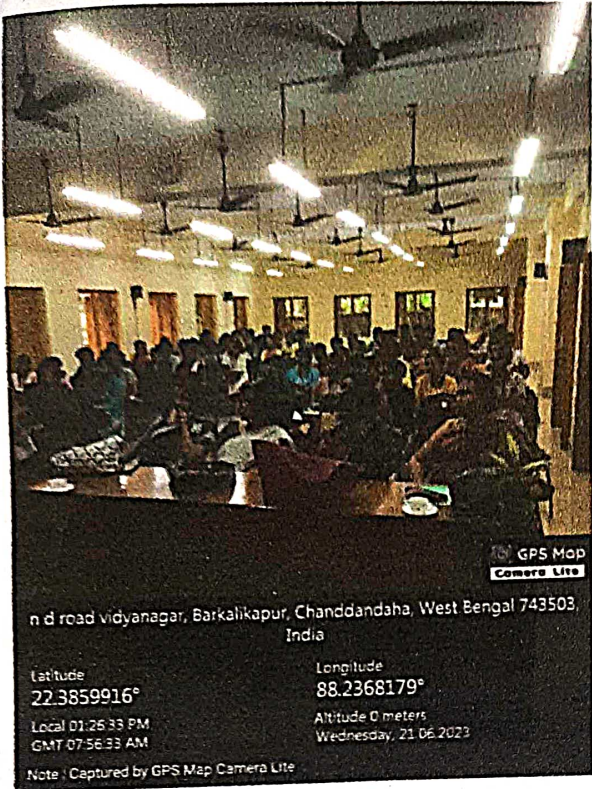 GPS Map
Camera Lite
n d road vidyanagar, Barkalikapur, Chanddandaha, West Bengal 743503,
India
Latitude
22.3859916°
Longitude
88.2368179°
Local 01:26:33 PM
GMT 07:56:33 AM
Altitude 0 meters
Wednesday, 21.06.2023
Note : Captured by GPS Map Camera Lite